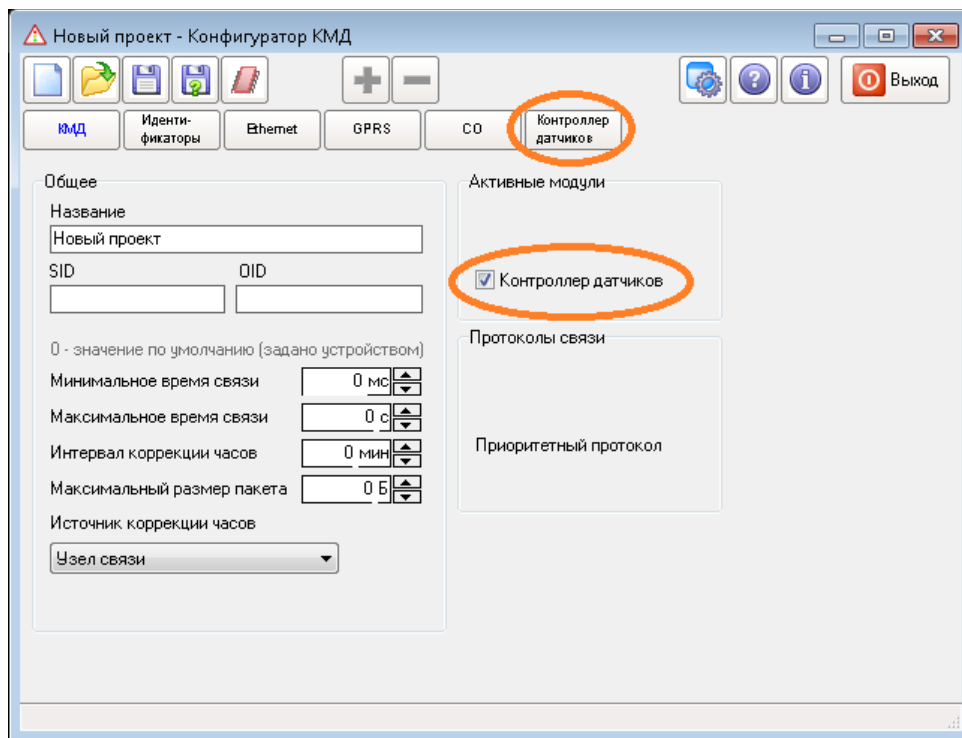 Новый проект - Конфигуратор КМД
Выход
КМД
Иденти-
фикаторы
Ethernet
GPRS
СО
Контроллер
датчиков
Общее
Название
Новый проект
SID
OID
0 - значение по умолчанию (задано устройством)
Минимальное время связи
0 мс
Максимальное время связи
0 с
Интервал коррекции часов
0 мин
Максимальный размер пакета
0 Б
Источник коррекции часов
Узел связи
Активные модули
Контроллер датчиков
Протоколы связи
Приоритетный протокол